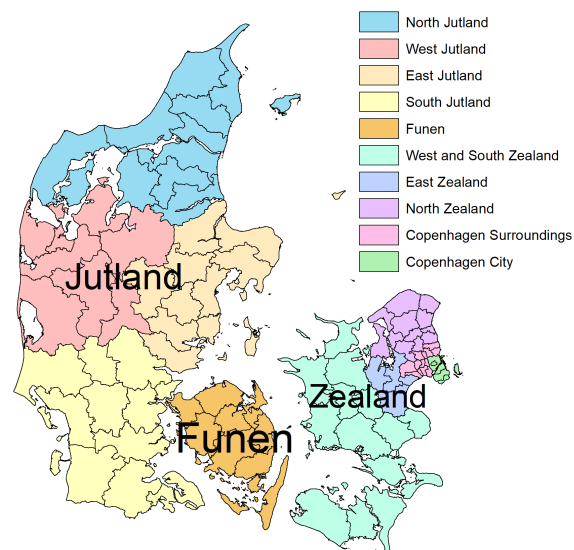 North Jutland
West Jutland
East Jutland
South Jutland
Funen
West and South Zealand
East Zealand
North Zealand
Copenhagen Surroundings
Copenhagen City
Jutland
Zealand
Funen